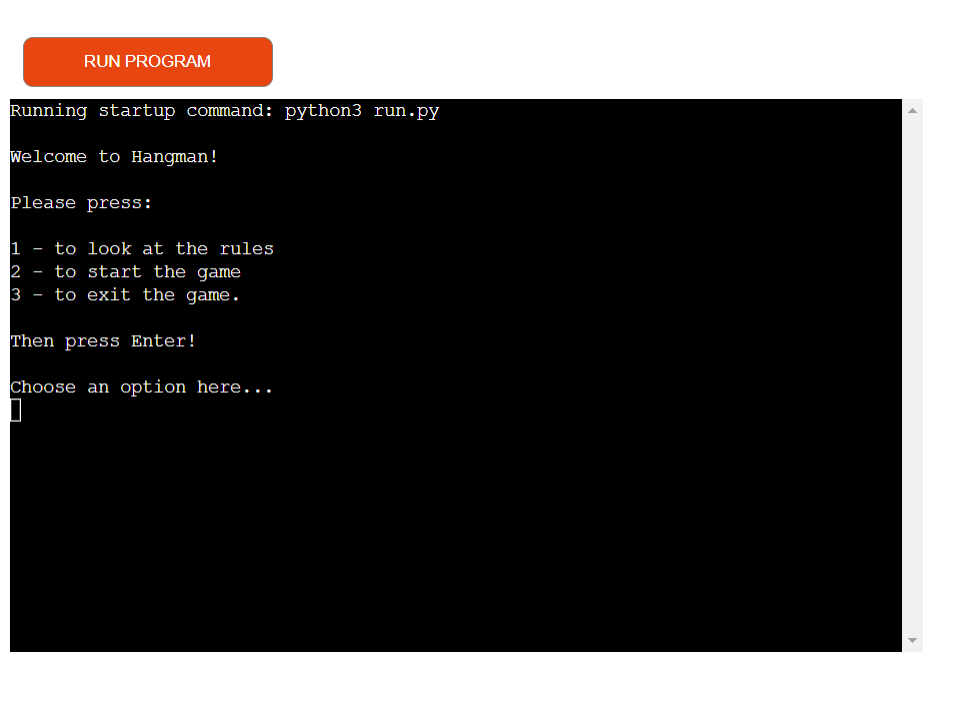 RUN PROGRAM
Running startup command: python3 run.py
Welcome to Hangman!
Please press:
1 - to look at the rules
2 - to start the game
3 - to exit the game.
Then press Enter!
Choose an option here...